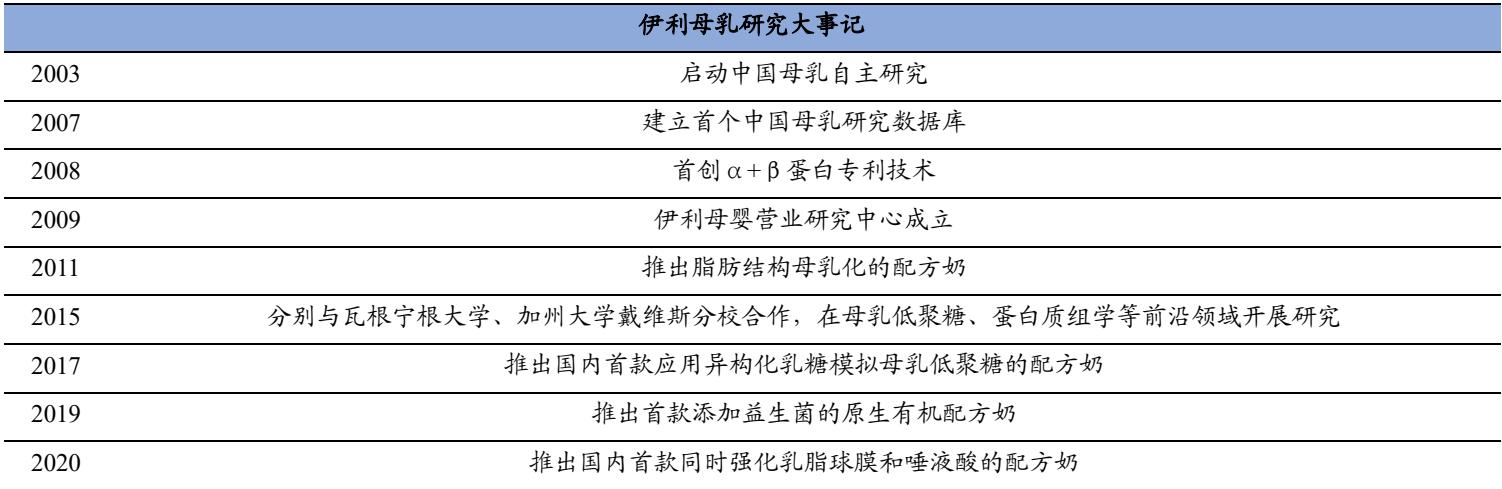 伊利母乳研究大事记
2003 启动中国母乳自主研究
2007 建立首个中国母乳研究数据库
2008 首创α+β蛋白专利技术
2009 伊利母婴营业研究中心成立
2011 推出脂肪结构母乳化的配方奶
2015 分别与瓦根宁根大学、加州大学戴维斯分校合作，在母乳低聚糖、蛋白质组学等前沿领域开展研究
2017 推出国内首款应用异构化乳糖模拟母乳低聚糖的配方奶
2019 推出首款添加益生菌的原生有机配方奶
2020 推出国内首款同时强化乳脂球膜和唾液酸的配方奶